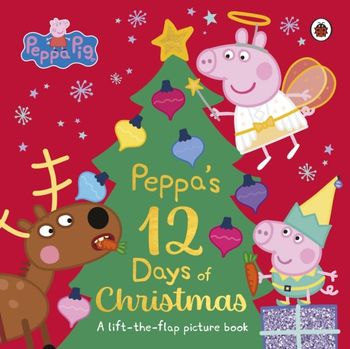 Peppa Pig
Peppa's
12
Days of
Christmas
A lift-the-flap picture book